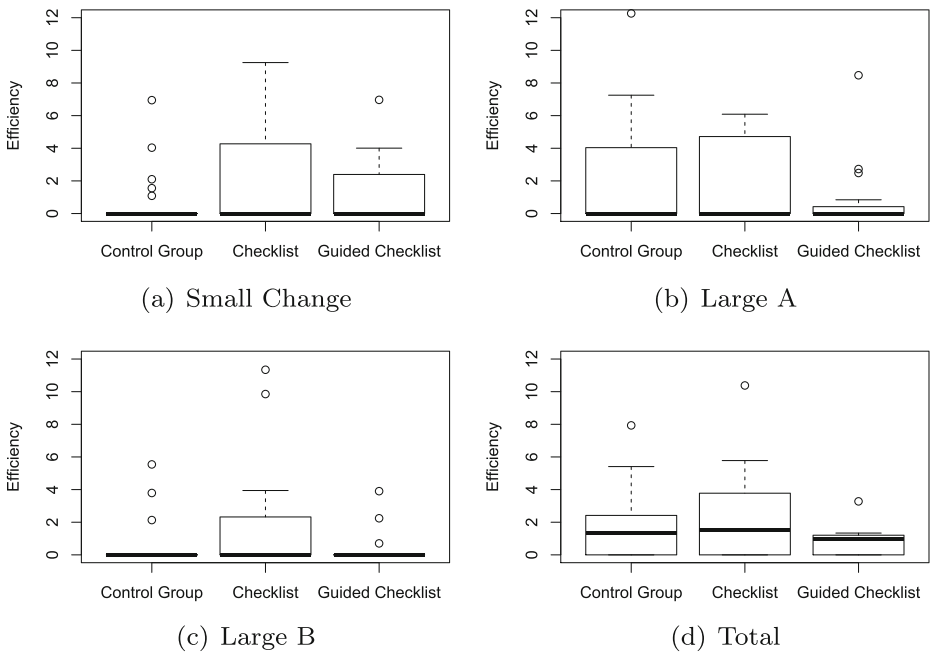 Efficiency
12
10
8
6
4
2
0
Control Group Checklist Guided Checklist
(a) Small Change
Efficiency
12
10
8
6
4
2
0
Control Group Checklist Guided Checklist
(b) Large A
Efficiency
12
10
8
6
4
2
0
Control Group Checklist Guided Checklist
(c) Large B
Efficiency
12
10
8
6
4
2
0
Control Group Checklist Guided Checklist
(d) Total